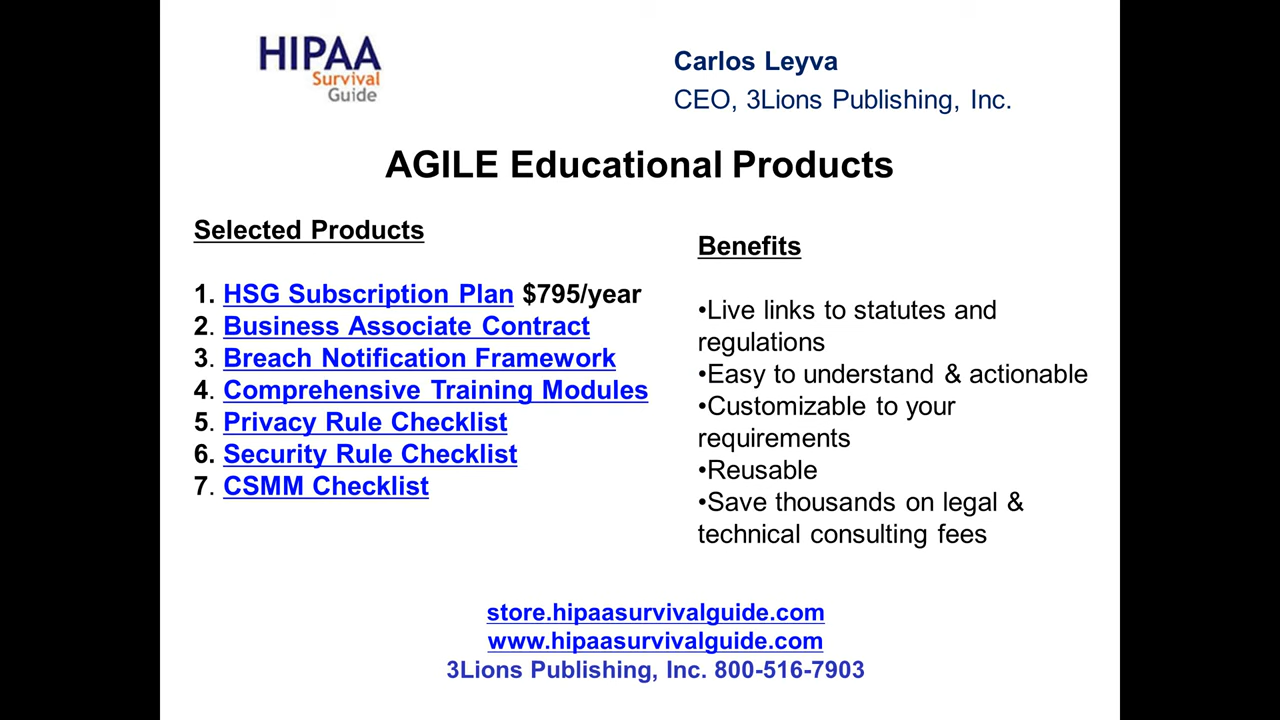 HIPAA
Survival
Guide
Carlos Leyva
CEO, 3Lions Publishing, Inc.
AGILE Educational Products
Selected Products
1. HSG Subscription Plan $795/year
2. Business Associate Contract
3. Breach Notification Framework
4. Comprehensive Training Modules
5. Privacy Rule Checklist
6. Security Rule Checklist
7. CSMM Checklist
Benefits
•Live links to statutes and
regulations
•Easy to understand & actionable
•Customizable to your
requirements
•Reusable
•Save thousands on legal &
technical consulting fees
store.hipaasurvivalguide.com
www.hipaasurvivalguide.com
3Lions Publishing, Inc. 800-516-7903